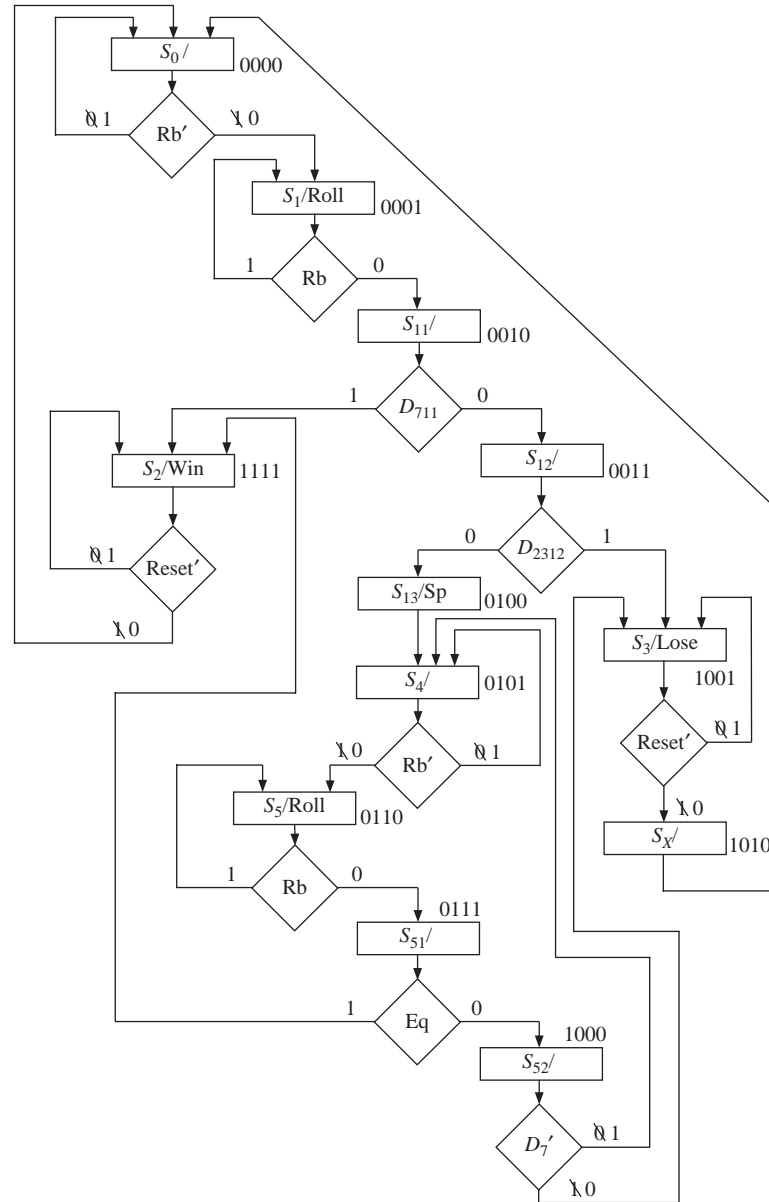 S0/
0000
0 1
Rb′
1 0
S1/Roll
0001
1
Rb
0
S11/
0010
1
D711
0
S2/Win
1111
S12/
0011
0 1
Reset′
1 0
0
D2312
1
S13/Sp
0100
S3/Lose
1001
S4/
0101
1 0
Rb′
0 1
Reset′
0 1
1 0
S5/Roll
0110
SX/
1010
1
Rb
0
0111
S51/
1
Eq
0
1000
S52/
D7′
0 1
1 0